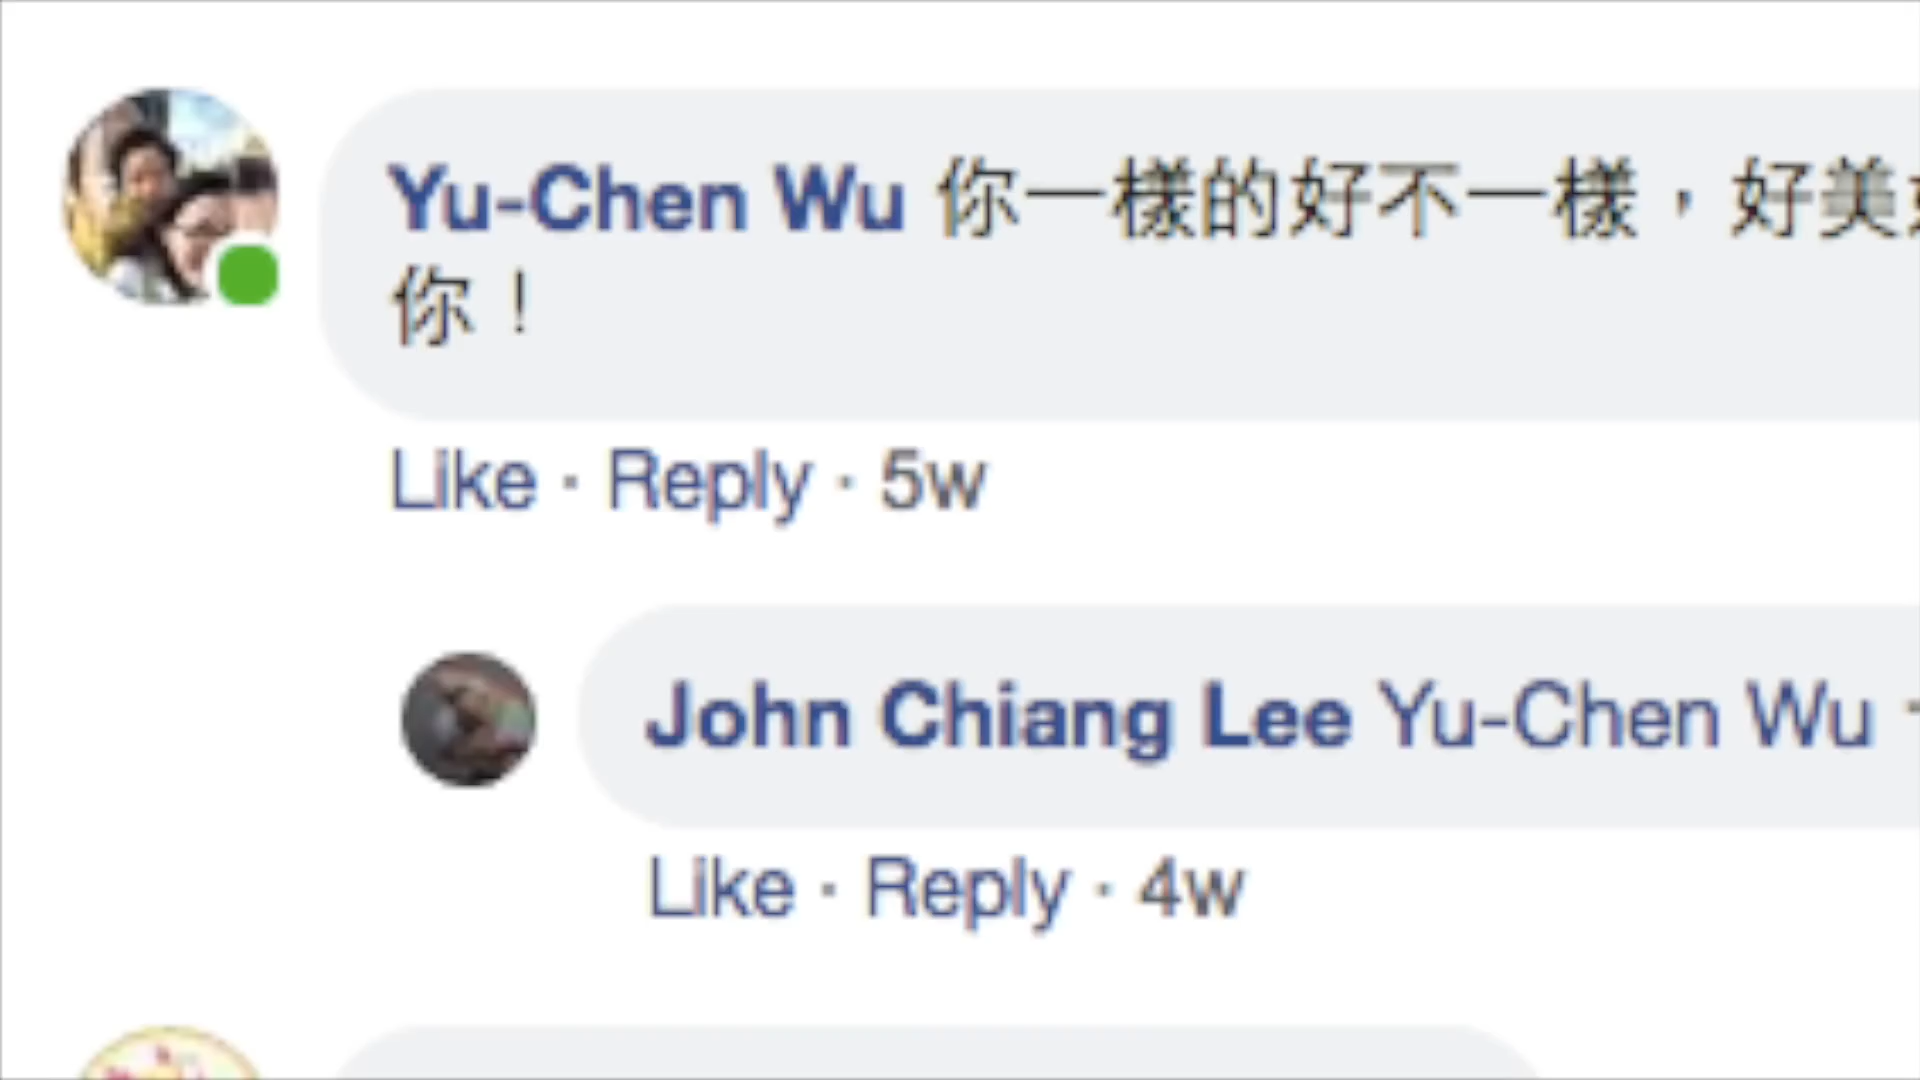 Yu-Chen Wu 你一樣的好不一樣，好美
你！
Like · Reply · 5w
John Chiang Lee Yu-Chen Wu
Like · Reply · 4w